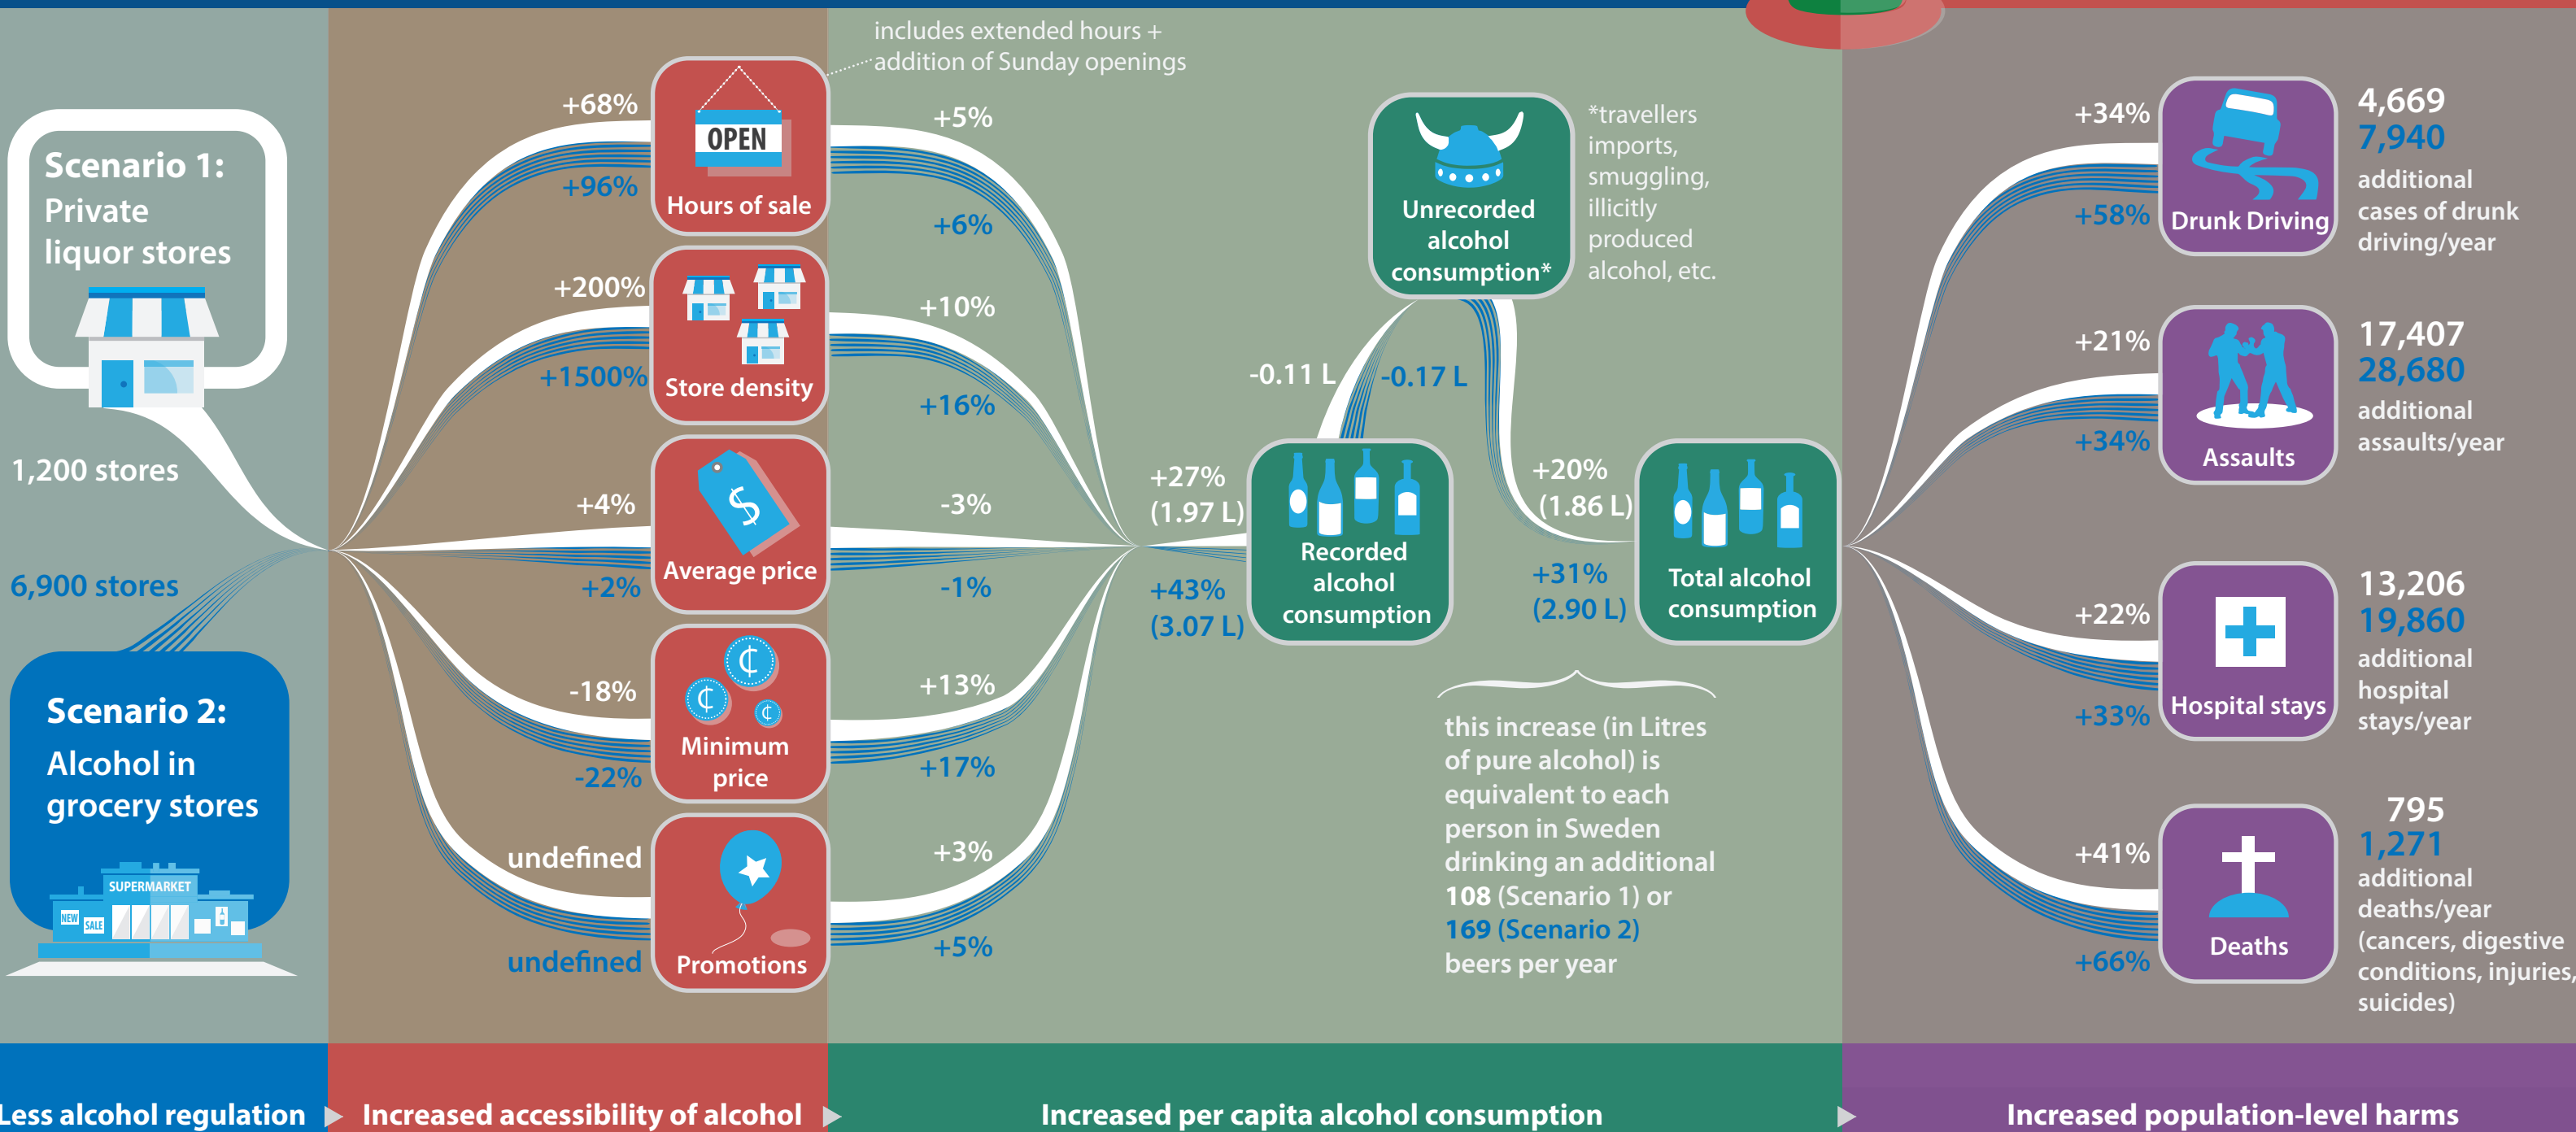 Scenario 1:
Private
liquor stores
1,200 stores
6,900 stores
Scenario 2:
Alcohol in
grocery stores
SUPERMARKET
NEW
SALE
+68%
+96%
OPEN
Hours of sale
+200%
+1500%
Store density
+4%
+2%
$
Average price
-18%
-22%
₵
₵
₵
Minimum
price
undefined
undefined
Promotions
includes extended hours +
addition of Sunday openings
+5%
+6%
+10%
+16%
-3%
-1%
+13%
+17%
+3%
+5%
+27%
(1.97 L)
+43%
(3.07 L)
Recorded
alcohol
consumption
-0.11 L
-0.17 L
Unrecorded
alcohol
consumption*
*travellers
imports,
smuggling,
illicitly
produced
alcohol, etc.
+20%
(1.86 L)
+31%
(2.90 L)
Total alcohol
consumption
this increase (in Litres
of pure alcohol) is
equivalent to each
person in Sweden
drinking an additional
108 (Scenario 1) or
169 (Scenario 2)
beers per year
+34%
+58%
Drunk Driving
4,669
7,940
additional
cases of drunk
driving/year
+21%
+34%
Assaults
17,407
28,680
additional
assaults/year
+22%
+33%
Hospital stays
13,206
19,860
additional
hospital
stays/year
+41%
+66%
Deaths
795
1,271
additional
deaths/year
(cancers, digestive
conditions, injuries,
suicides)
Less alcohol regulation
Increased accessibility of alcohol
Increased per capita alcohol consumption
Increased population-level harms